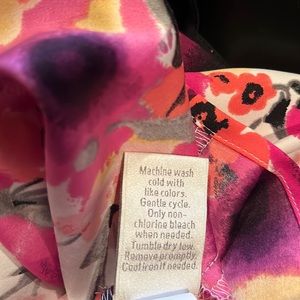 Machine wash
cold with
like colors.
Gentle cycle.
Only non-
chlorine bleach
when needed.
Tumble dry low.
Remove promptly.
Cool iron if needed.